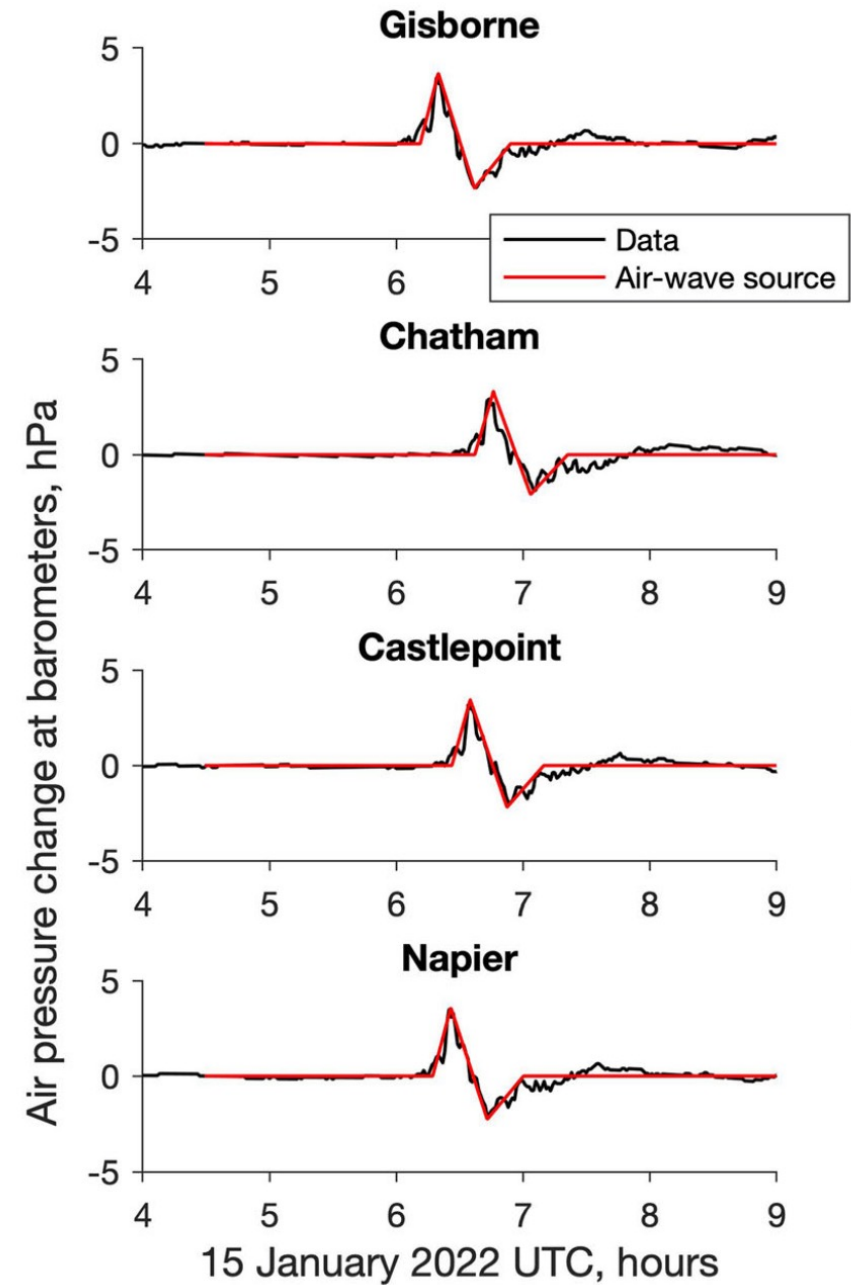 Gisborne
5
0
-5
4 5 6
Data
Air-wave source
Chatham
5
0
-5
4 5 6 7 8 9
Castlepoint
5
0
-5
4 5 6 7 8 9
Napier
5
0
-5
4 5 6 7 8 9
15 January 2022 UTC, hours
Air pressure change at barometers, hPa